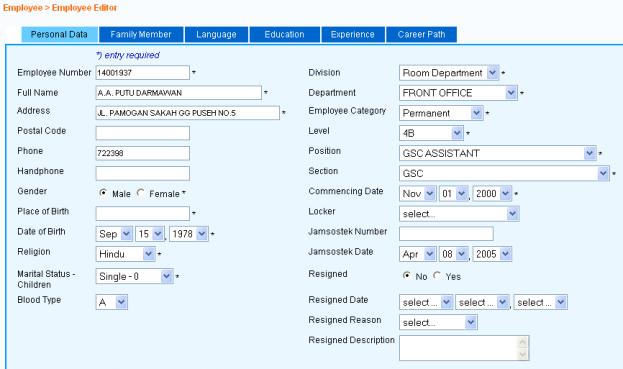 Employee > Employee Editor
Personal Data Family Member Language Education Experience Career Path
*) entry required
Employee Number 14001937 *
Full Name A.A. PUTU DARMAWAN *
Address JL. PAMOGAN SAKAH GG PUSEH NO.5 *
Postal Code
Phone 722398
Handphone
Gender Male Female *
Place of Birth *
Date of Birth Sep 15 , 1978 *
Religion Hindu *
Marital Status - Children Single - 0 *
Blood Type A
Division Room Department *
Department FRONT OFFICE *
Employee Category Permanent *
Level 4B *
Position GSC ASSISTANT *
Section GSC *
Commencing Date Nov 01 , 2000 *
Locker select...
Jamsostek Number
Jamsostek Date Apr 08 , 2005
Resigned No Yes
Resigned Date select... select... , select...
Resigned Reason select...
Resigned Description